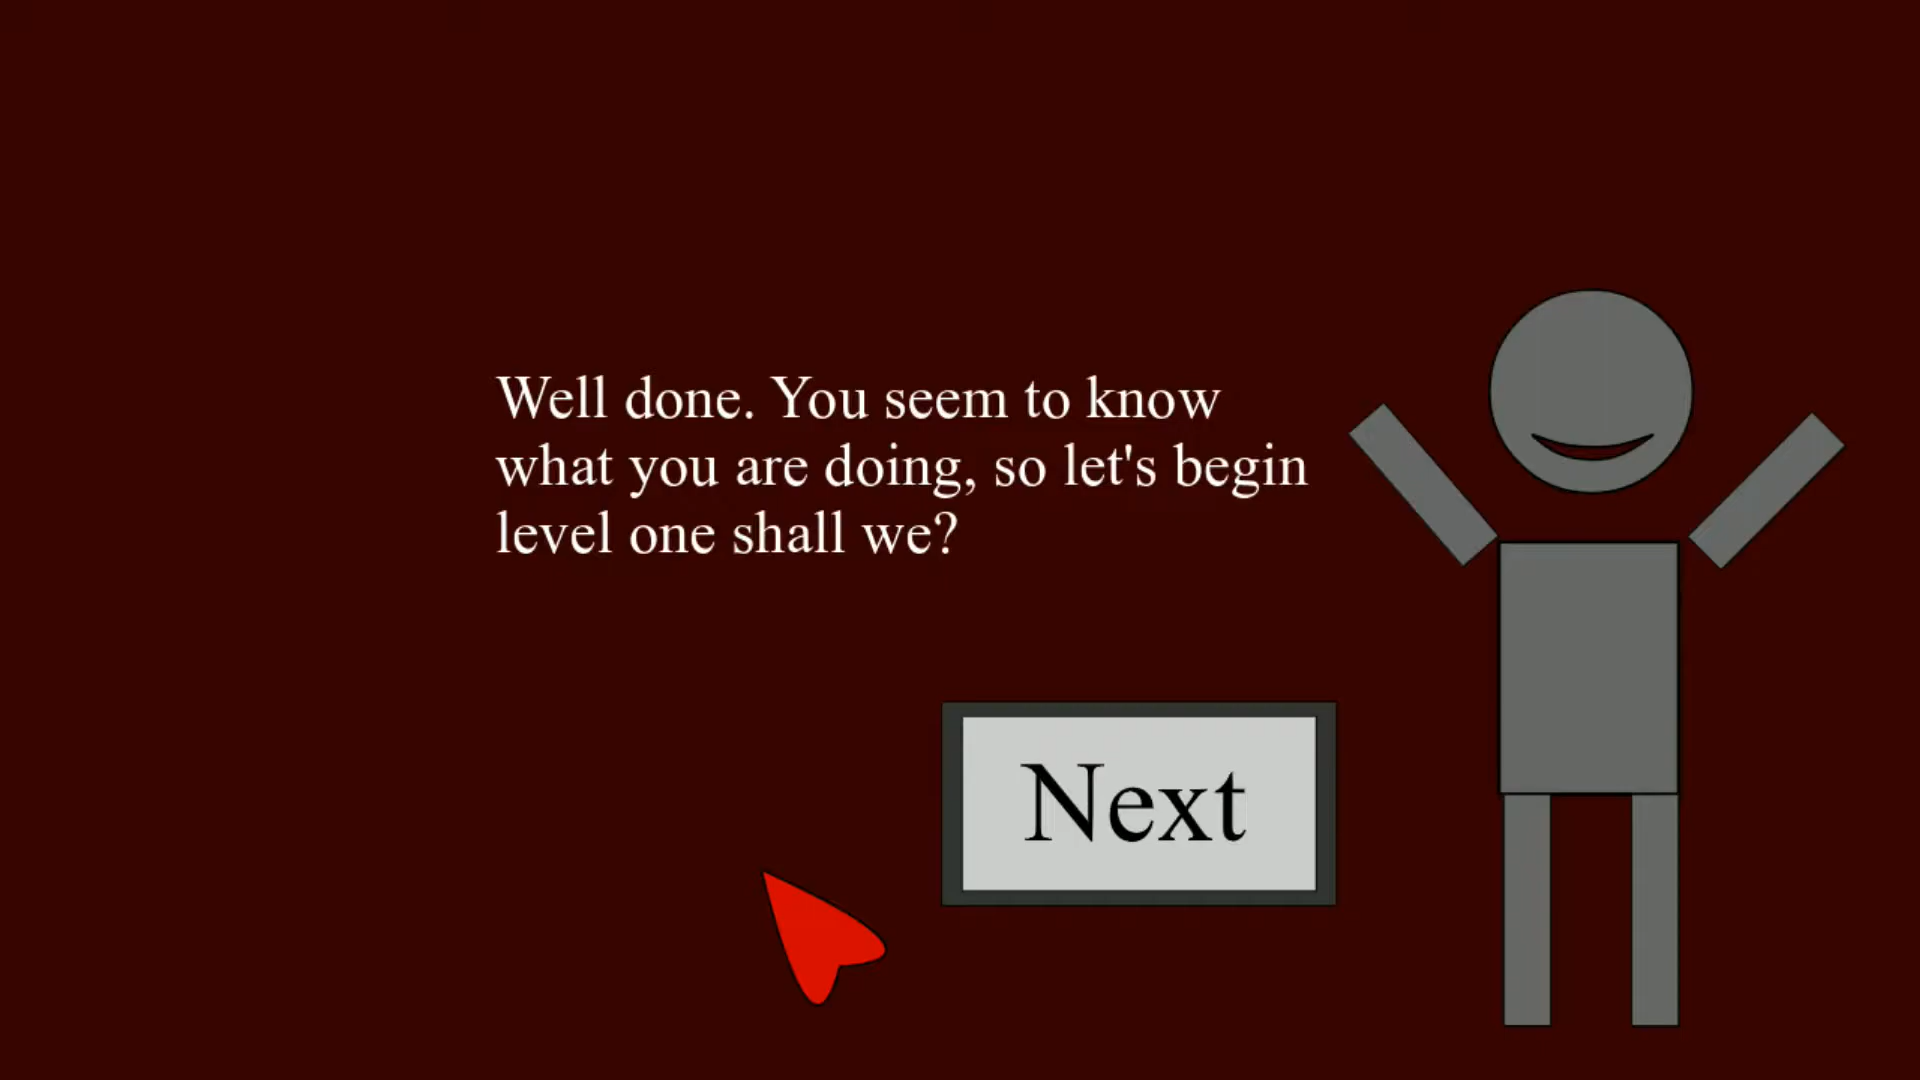 Well done. You seem to know
what you are doing, so let's begin
level one shall we?
Next